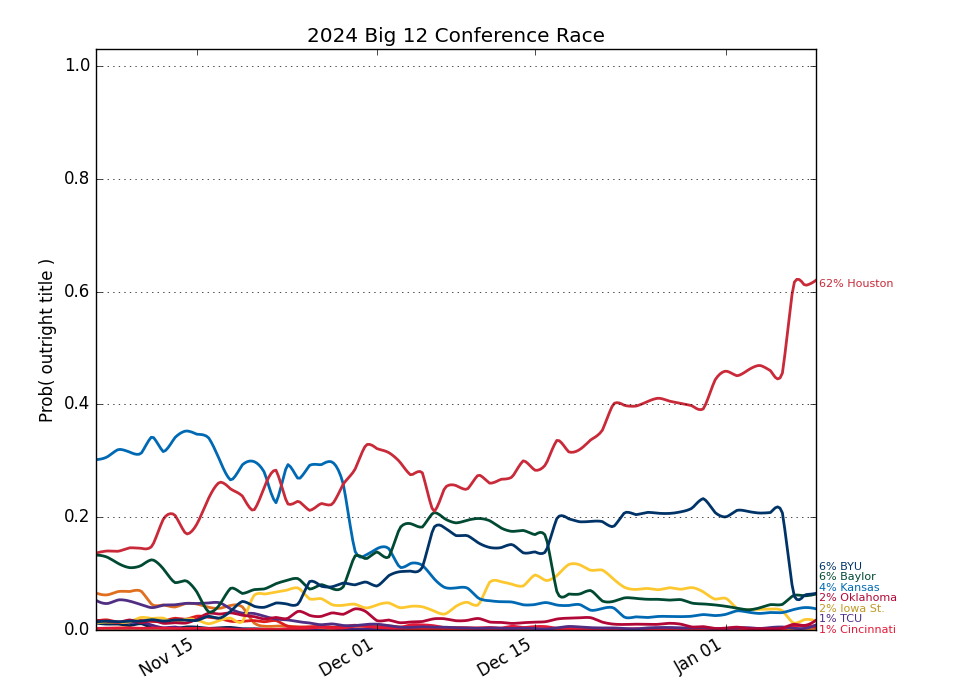 2024 Big 12 Conference Race
Prob( outright title )
1.0
0.8
0.6
0.4
0.2
0.0
Nov 15
Dec 01
Dec 15
Jan 01
62% Houston
6% BYU
6% Baylor
4% Kansas
2% Oklahoma
2% Iowa St.
1% TCU
1% Cincinnati